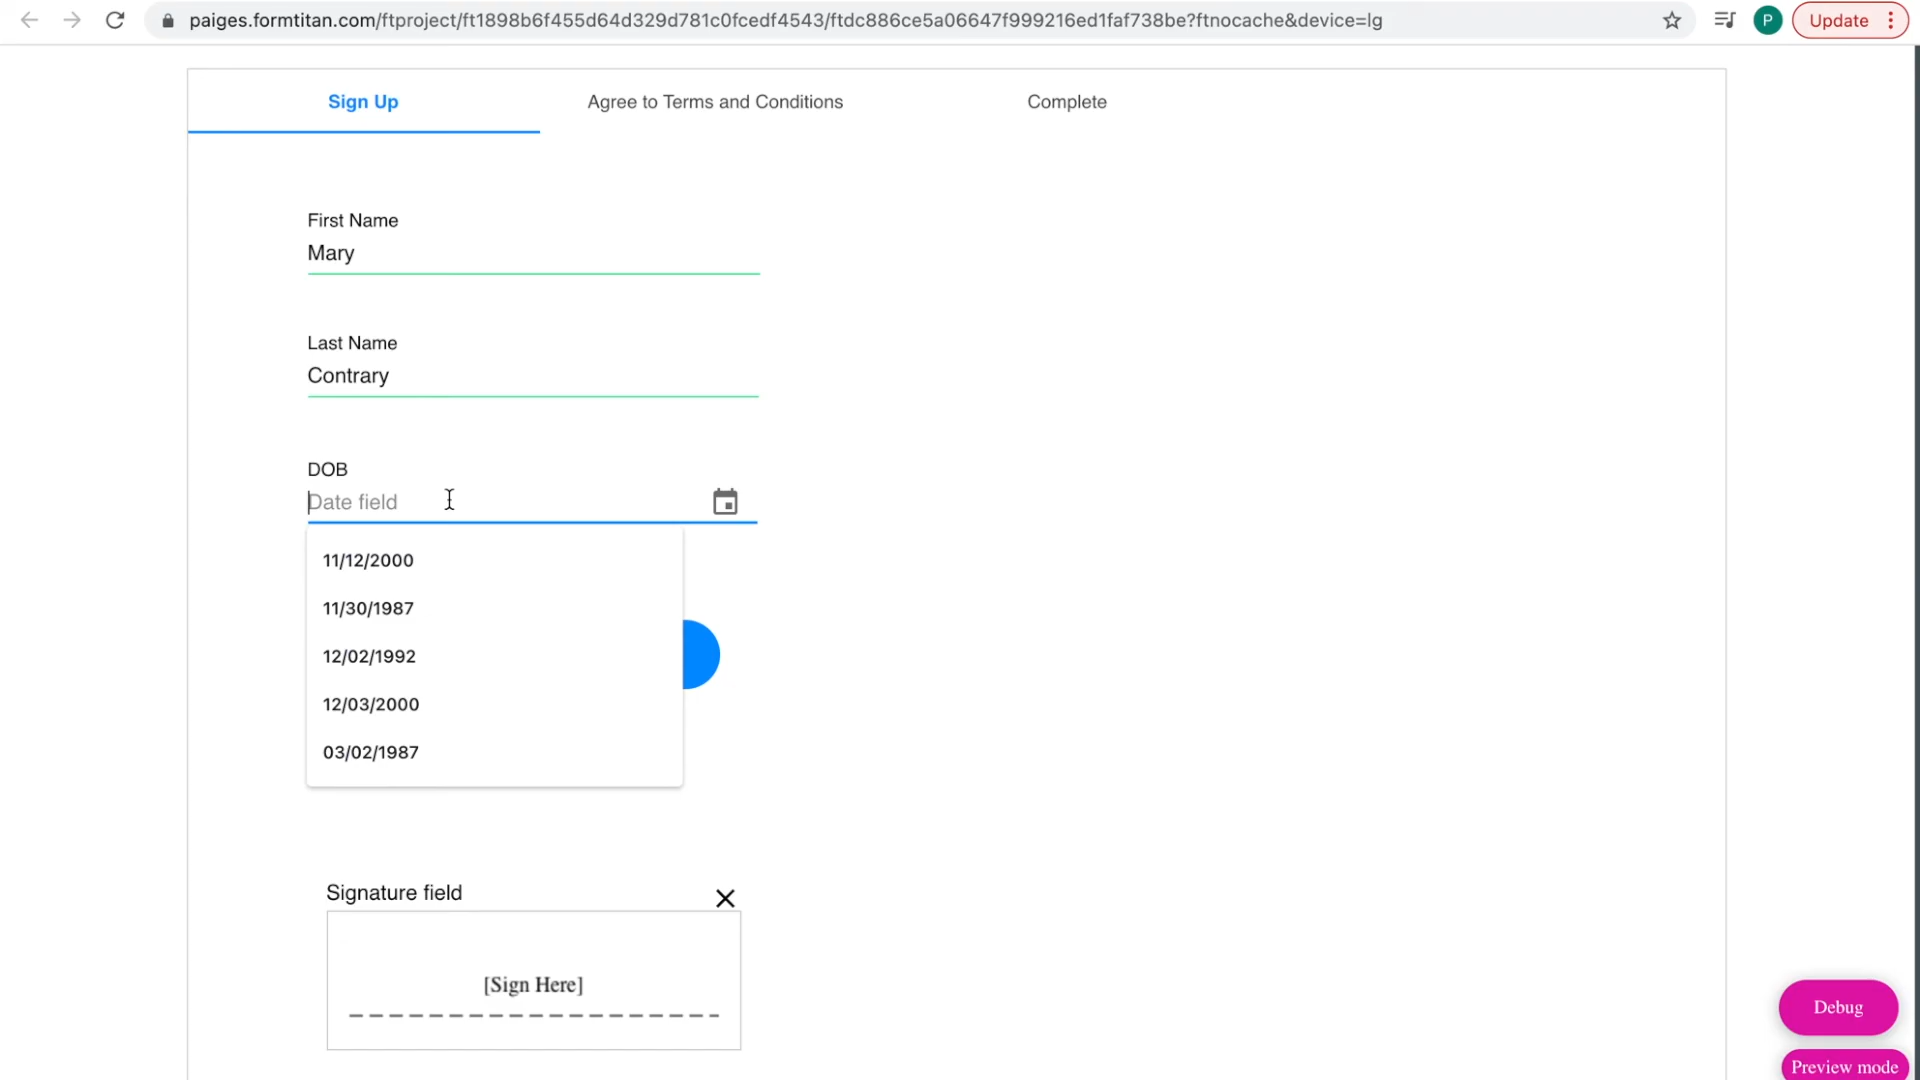 paiges.formtitan.com/ftproject/ft1898b6f455d64d329d781c0fcedf4543/ftdc886ce5a06647f999216ed1faf738be?ftnocache&device=lg
P
Update
Sign Up
Agree to Terms and Conditions
Complete
First Name
Mary
Last Name
Contrary
DOB
Date field
11/12/2000
11/30/1987
12/02/1992
12/03/2000
03/02/1987
Signature field
[Sign Here]
Debug
Preview mode